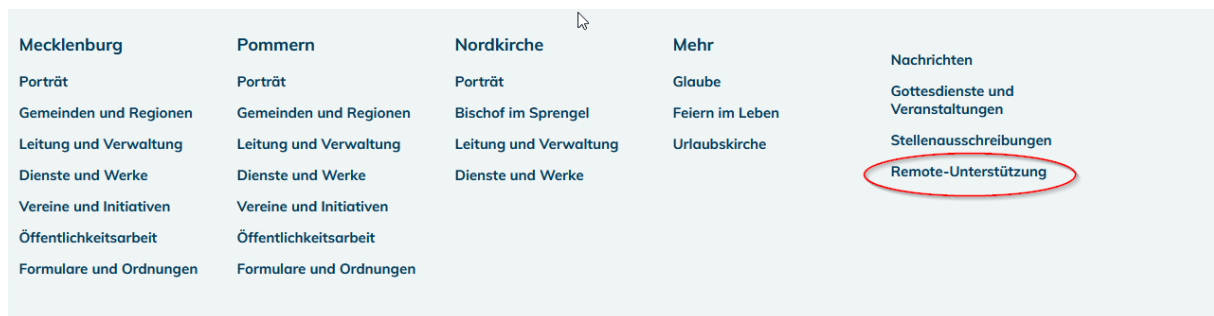 Mecklenburg
Porträt
Gemeinden und Regionen
Leitung und Verwaltung
Dienste und Werke
Vereine und Initiativen
Öffentlichkeitsarbeit
Formulare und Ordnungen
Pommern
Porträt
Gemeinden und Regionen
Leitung und Verwaltung
Dienste und Werke
Vereine und Initiativen
Öffentlichkeitsarbeit
Formulare und Ordnungen
Nordkirche
Porträt
Bischof im Sprengel
Leitung und Verwaltung
Dienste und Werke
Mehr
Glaube
Feiern im Leben
Urlaubskirche
Nachrichten
Gottesdienste und
Veranstaltungen
Stellenausschreibungen
Remote-Unterstützung